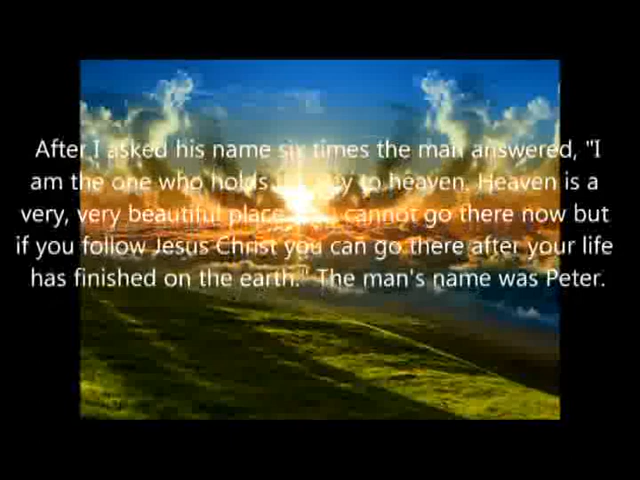 After I asked his name six times the man answered, "I
am the one who holds key to heaven. Heaven is a
very, very beautiful place cannot go there now but
if you follow Jesus Christ you can go there after your life
has finished on the earth." The man's name was Peter.